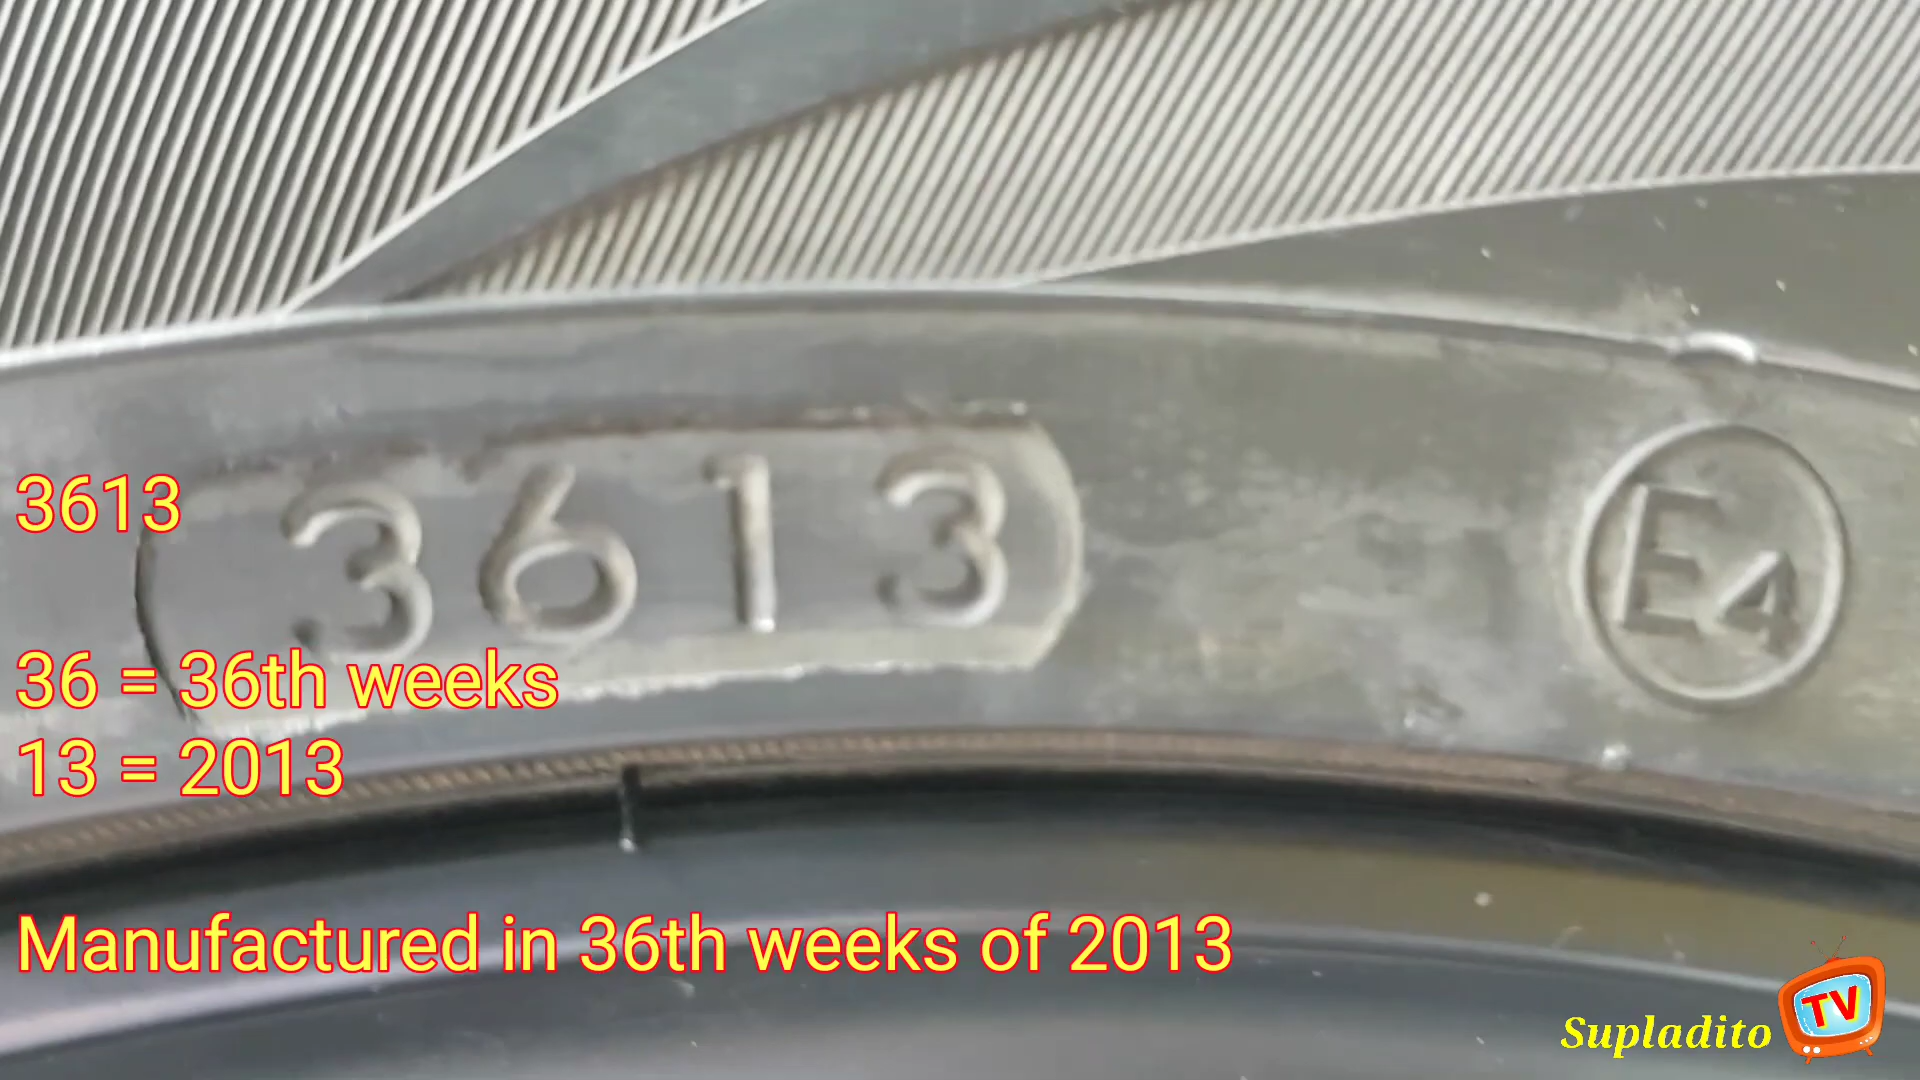 3613
E4
3613
36 = 36th weeks
13 = 2013
Manufactured in 36th weeks of 2013
Supladito
TV